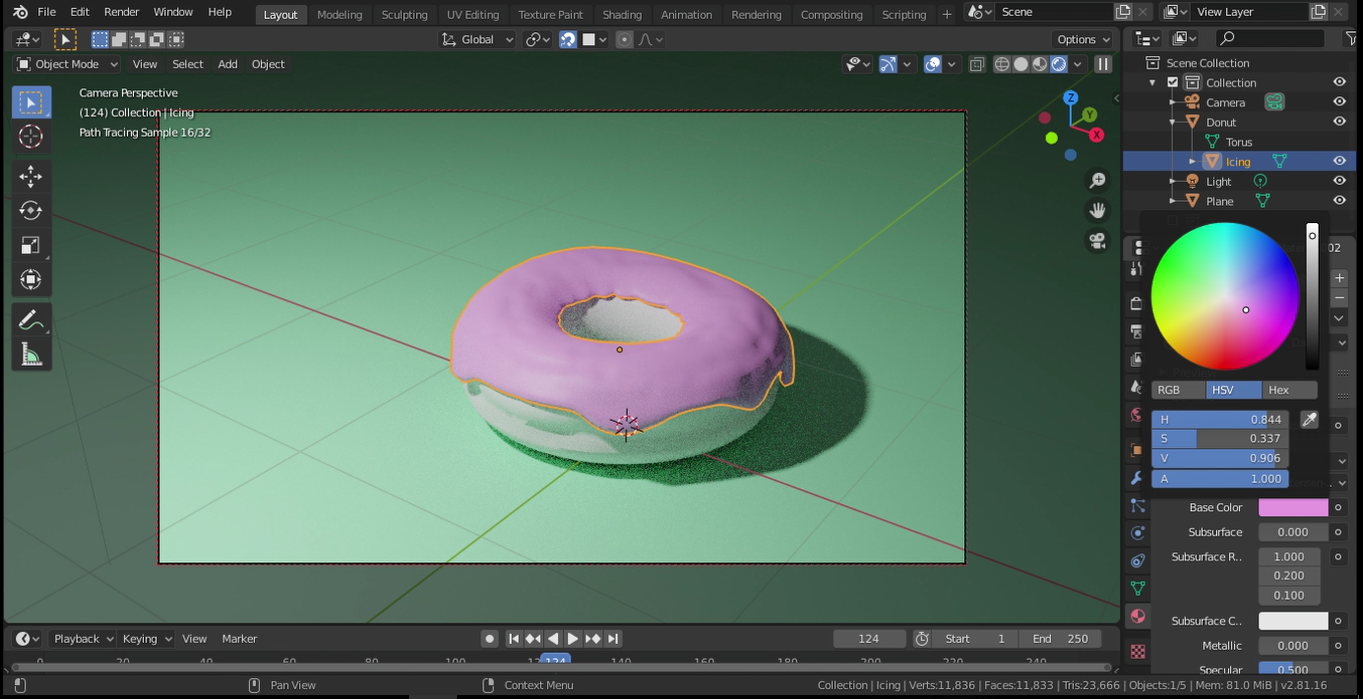 File Edit Render Window Help Layout Modeling Sculpting UV Editing Texture Paint Shading Animation Rendering Compositing Scripting + Scene View Layer
Global Options
Object Mode View Select Add Object
Scene Collection
Collection
Camera
Donut
Torus
Icing
Light
Plane
Camera Perspective
(124) Collection | Icing
Path Tracing Sample 16/32
Z
Y
X
02
RGB HSV Hex
H 0.844
S 0.337
V 0.906
A 1.000
Base Color
Subsurface 0.000
Subsurface R.. 1.000
0.200
0.100
Subsurface C..
Metallic 0.000
Specular 0.500
Playback Keying View Marker 124 Start 1 End 250
0 20 40 60 80 100 124 140 160 180 200 220 240
Pan View Context Menu Collection | Icing | Verts:11,836 | Faces:11,833 | Tris:23,666 | Objects:1/5 | Mem: 81.0 MiB | v2.81.16